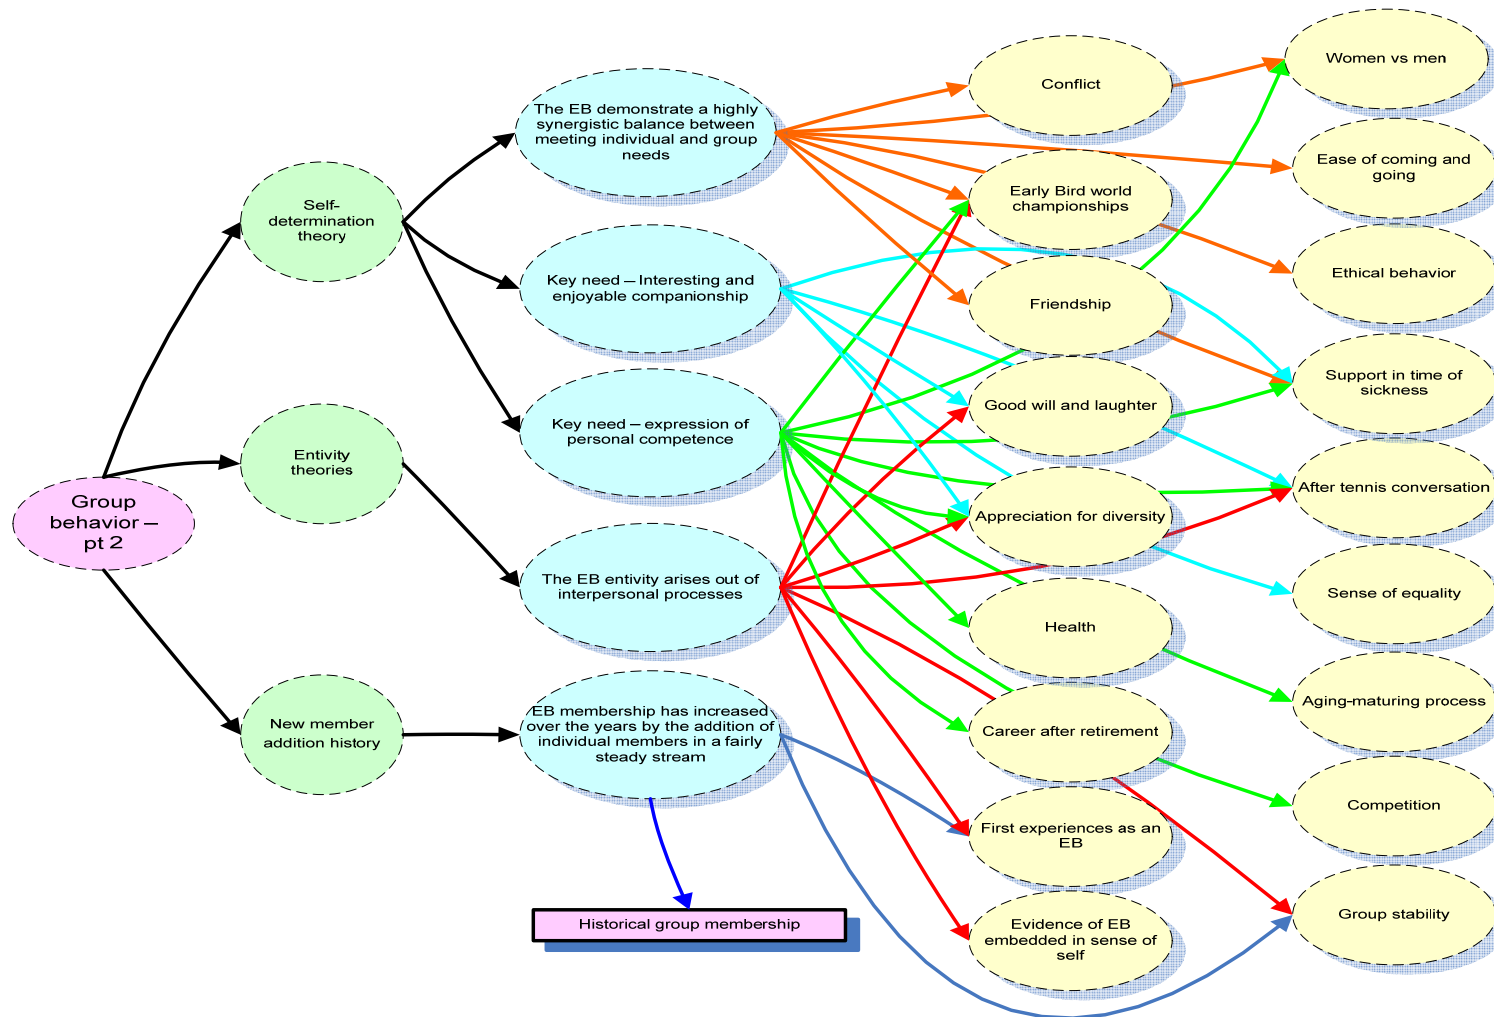 Group
behavior –
pt 2
Self-
determination
theory
Entivity
theories
New member
addition history
The EB demonstrate a highly
synergistic balance between
meeting individual and group
needs
Key need – Interesting and
enjoyable companionship
Key need – expression of
personal competence
The EB entivity arises out of
interpersonal processes
EB membership has increased
over the years by the addition of
individual members in a fairly
steady stream
Historical group membership
Conflict
Early Bird world
championships
Friendship
Good will and laughter
Appreciation for diversity
Health
Career after retirement
First experiences as an
EB
Evidence of EB
embedded in sense of
self
Women vs men
Ease of coming and
going
Ethical behavior
Support in time of
sickness
After tennis conversation
Sense of equality
Aging-maturing process
Competition
Group stability